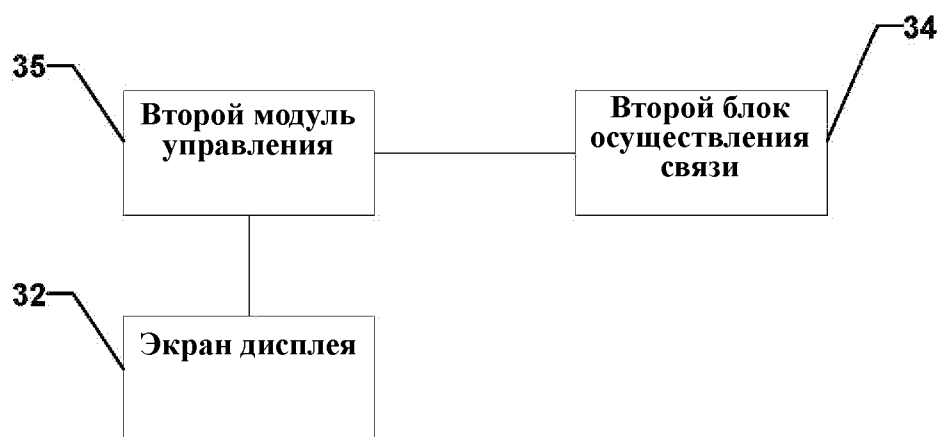 34
35
Второй модуль
управления
Второй блок
осуществления
связи
32
Экран дисплея